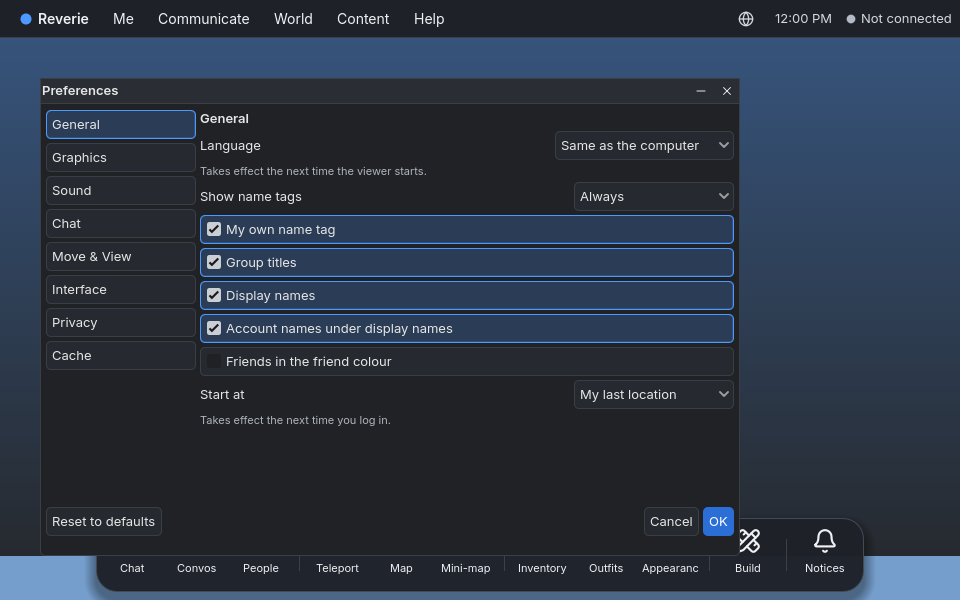 Reverie Me Communicate World Content Help 12:00 PM Not connected
Preferences
General
Graphics
Sound
Chat
Move & View
Interface
Privacy
Cache
General
Language Same as the computer
Takes effect the next time the viewer starts.
Show name tags Always
My own name tag
Group titles
Display names
Account names under display names
Friends in the friend colour
Start at My last location
Takes effect the next time you log in.
Reset to defaults Cancel OK
Chat Convos People Teleport Map Mini-map Inventory Outfits Appearanc Build Notices